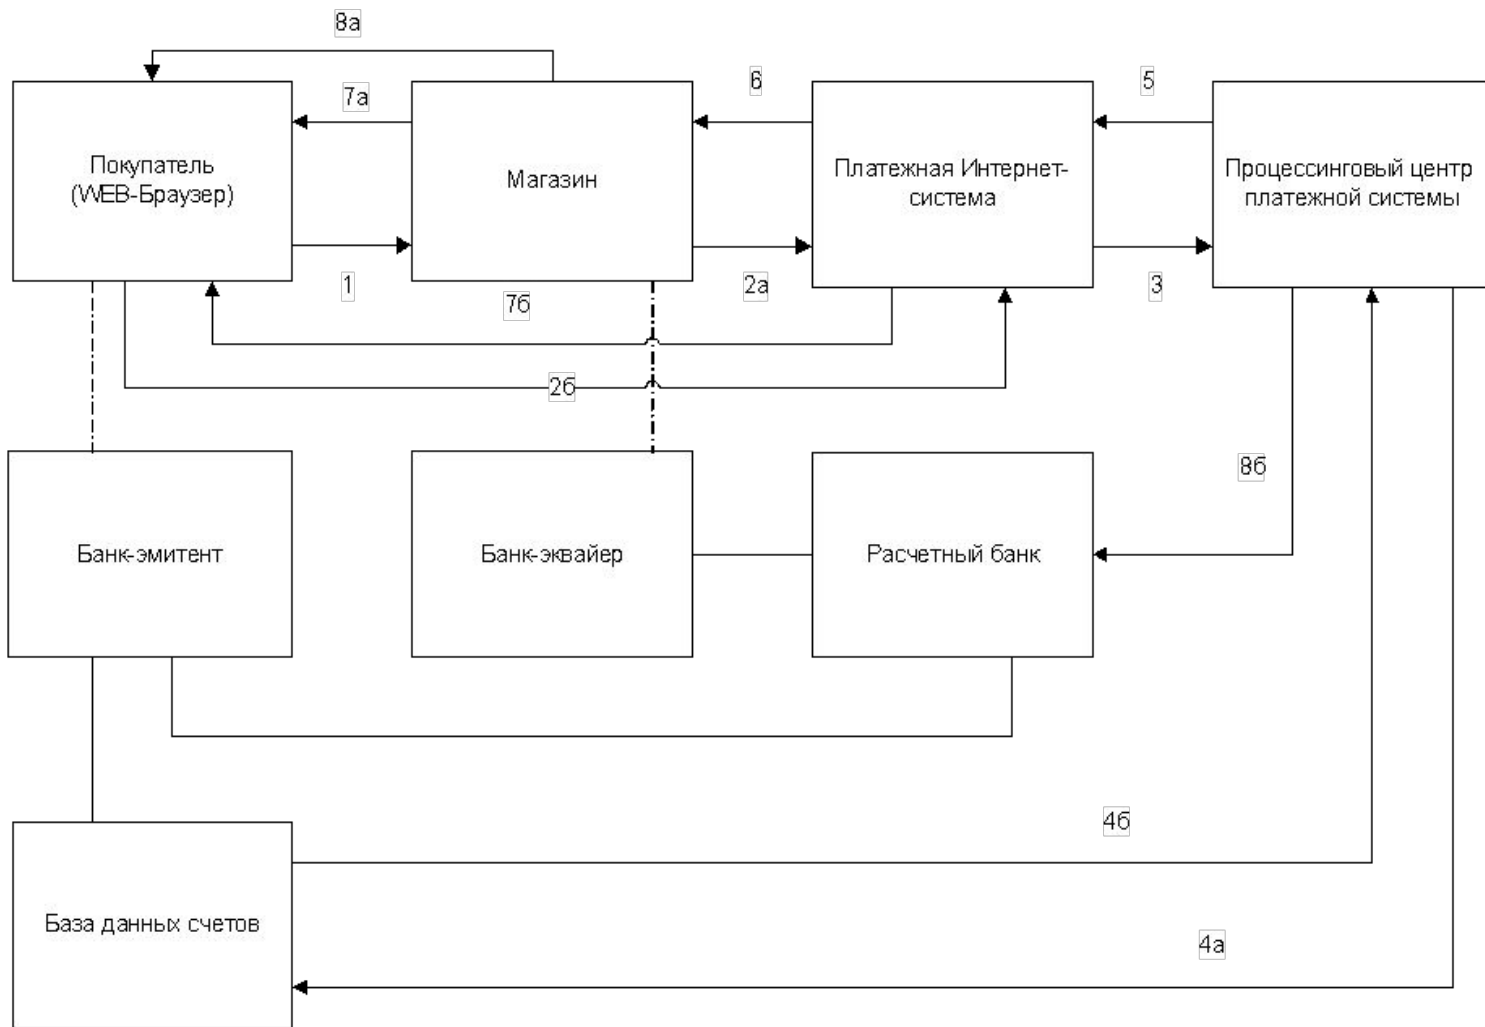 8а
7а
6
5
Покупатель
(WEB-Браузер)
Магазин
Платежная Интернет-
система
Процессинговый центр
платежной системы
1
7б
2а
3
2б
8б
Банк-эмитент
Банк-эквайер
Расчетный банк
4б
База данных счетов
4а